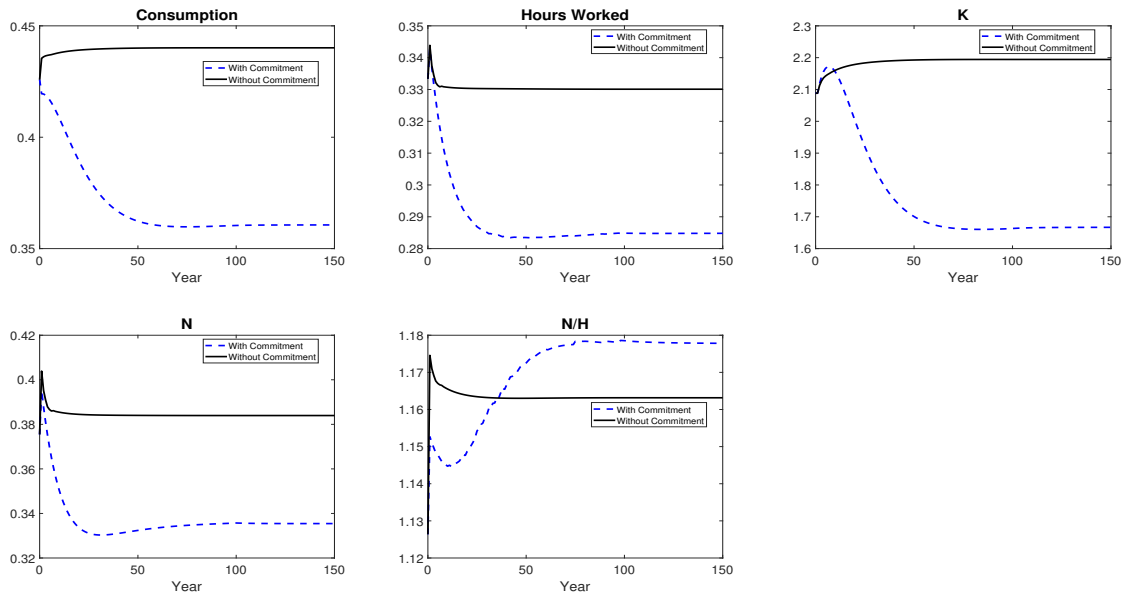 Consumption
0.45
0.4
0.35
With Commitment
Without Commitment
0
50
100
150
Year
Hours Worked
0.35
0.34
0.33
0.32
0.31
0.3
0.29
0.28
With Commitment
Without Commitment
0
50
100
150
Year
K
2.3
2.2
2.1
2
1.9
1.8
1.7
1.6
With Commitment
Without Commitment
0
50
100
150
Year
N
0.42
0.4
0.38
0.36
0.34
0.32
With Commitment
Without Commitment
0
50
100
150
Year
N/H
1.18
1.17
1.16
1.15
1.14
1.13
1.12
With Commitment
Without Commitment
0
50
100
150
Year